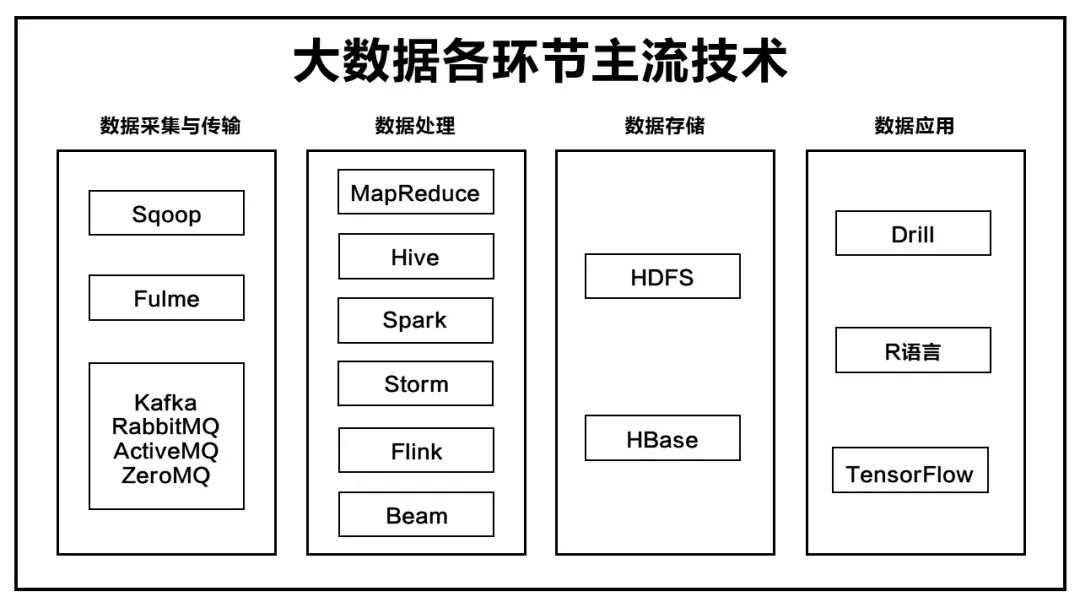 大数据各环节主流技术
数据采集与传输
Sqoop
Fulme
Kafka
RabbitMQ
ActiveMQ
ZeroMQ
数据处理
MapReduce
Hive
Spark
Storm
Flink
Beam
数据存储
HDFS
HBase
数据应用
Drill
R语言
TensorFlow